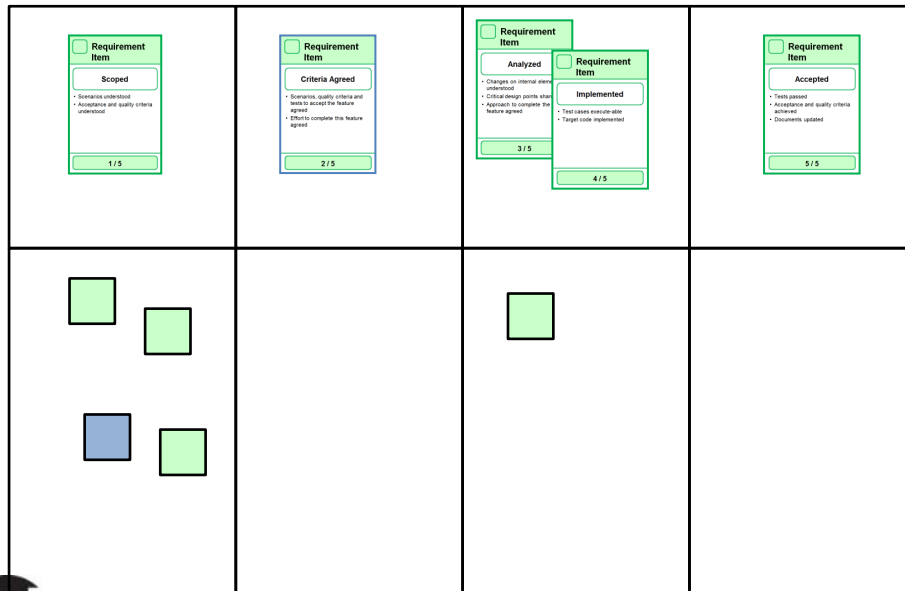 Requirement
Item
Scoped
• Scenarios understood
• Acceptance and quality criteria
understood
1 / 5
Requirement
Item
Criteria Agreed
• Scenarios, quality criteria and
tests to accept the feature
agreed
• Effort to complete this feature
agreed
2 / 5
Requirement
Item
Analyzed
• Changes on internal eleme
understood
• Critical design points shar
• Approach to complete the
feature agreed
3 / 5
Requirement
Item
Implemented
• Test cases execute-able
• Target code implemented
4 / 5
Requirement
Item
Accepted
• Tests passed
• Acceptance and quality criteria
achieved
• Documents updated
5 / 5